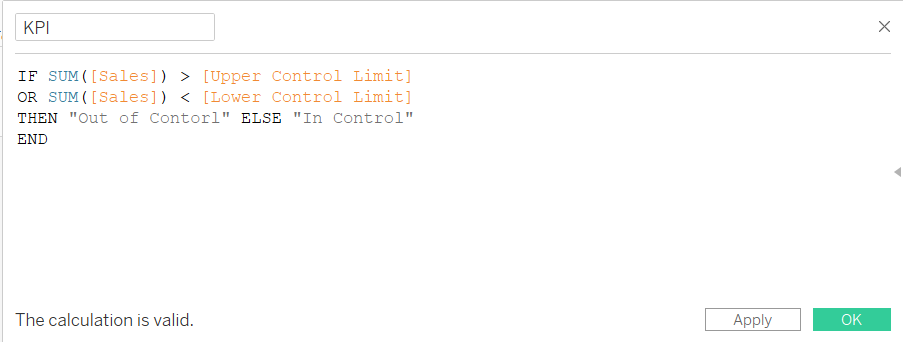 KPI
IF SUM([Sales]) > [Upper Control Limit]
OR SUM([Sales]) < [Lower Control Limit]
THEN "Out of Contorl" ELSE "In Control"
END
The calculation is valid.
Apply
OK